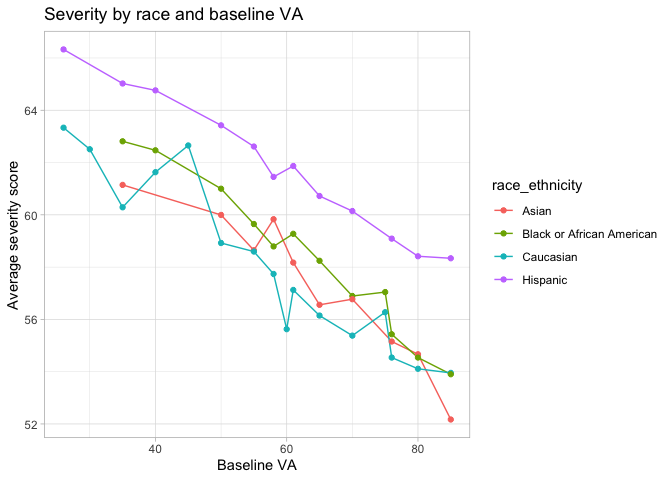 Severity by race and baseline VA
Average severity score
64
60
56
52
40 60 80
Baseline VA
race_ethnicity
Asian
Black or African American
Caucasian
Hispanic